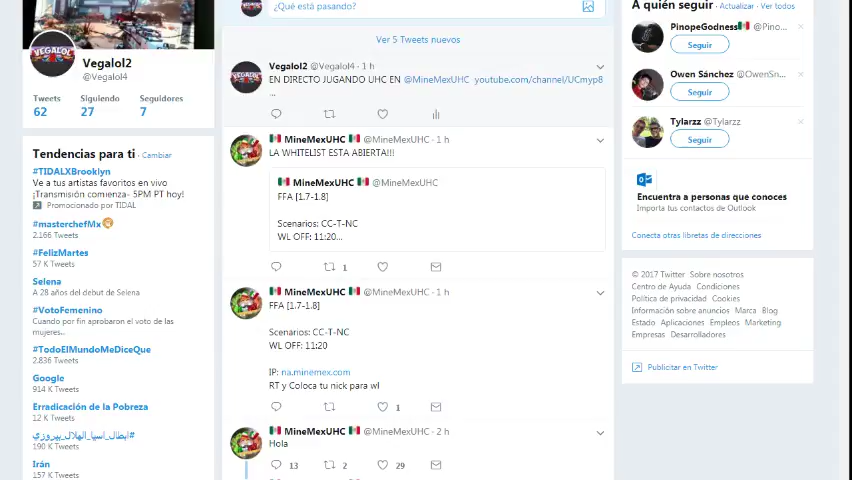 VEGALOL
Vegalol2
@Vegalol4
Tweets Siguiendo Seguidores
62 27 7
Tendencias para ti · Cambiar
#TIDALXBrooklyn
Ve a tus artistas favoritos en vivo
¡Transmisión comienza- 5PM PT hoy!
Promocionado por TIDAL
#masterchefMx
2.166 Tweets
#FelizMartes
57 K Tweets
Selena
A 28 años del debut de Selena
#VotoFemenino
Cuando por fin aprobaron el voto de las
mujeres..
#TodoElMundoMeDiceQue
2.836 Tweets
Google
914 K Tweets
Erradicación de la Pobreza
12 K Tweets
190 K Tweets
Irán
157 K Tweets
¿Qué está pasando?
Ver 5 Tweets nuevos
Vegalol2 @Vegalol4 · 1 h
EN DIRECTO JUGANDO UHC EN @MineMexUHC youtube.com/channel/UCmyp8
...
MineMexUHC @MineMexUHC · 1 h
LA WHITELIST ESTA ABIERTA!!!
MineMexUHC @MineMexUHC
FFA [1.7-1.8]
Scenarios: CC-T-NC
WL OFF: 11:20...
1
MineMexUHC @MineMexUHC · 1 h
FFA [1.7-1.8]
Scenarios: CC-T-NC
WL OFF: 11:20
IP: na.minemex.com
RT y Coloca tu nick para wl
1
MineMexUHC @MineMexUHC · 2 h
Hola
13 2 29
A quién seguir · Actualizar · Ver todos
PinopeGodness @Pino...
Seguir
Owen Sánchez @OwenSn...
Seguir
Tylarzz @Tylarzz
Seguir
Encuentra a personas que conoces
Importa tus contactos de Outlook
Conecta otras libretas de direcciones
© 2017 Twitter Sobre nosotros
Centro de Ayuda Condiciones
Política de privacidad Cookies
Información sobre anuncios Marca Blog
Estado Aplicaciones Empleos Marketing
Empresas Desarrolladores
Publicitar en Twitter